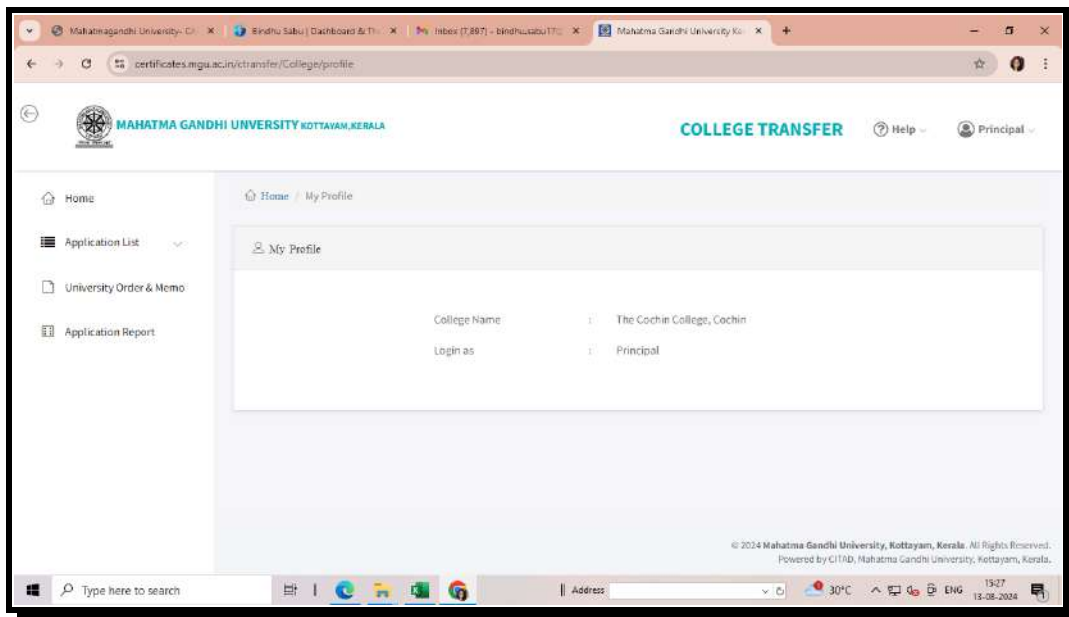 Mahatmagandhi University- Ci
Bindhu Sabu | Dashboard & Ti
Inbox (7,897) - bindhusabu17
Mahatma Gandhi University Ke
certificates.mgu.ac.in/ctransfer/College/profile
MAHATMA GANDHI UNVERSITY KOTTAYAM, KERALA
COLLEGE TRANSFER
Help
Principal
Home
Application List
University Order & Memo
Application Report
Home / My Profile
My Profile
College Name : The Cochin College, Cochin
Login as : Principal
© 2024 Mahatma Gandhi University, Kottayam, Kerala. All Rights Reserved.
Powered by CITAD, Mahatma Gandhi University, Kottayam, Kerala.
Type here to search
Address
30°C
ENG
15:27
13-08-2024